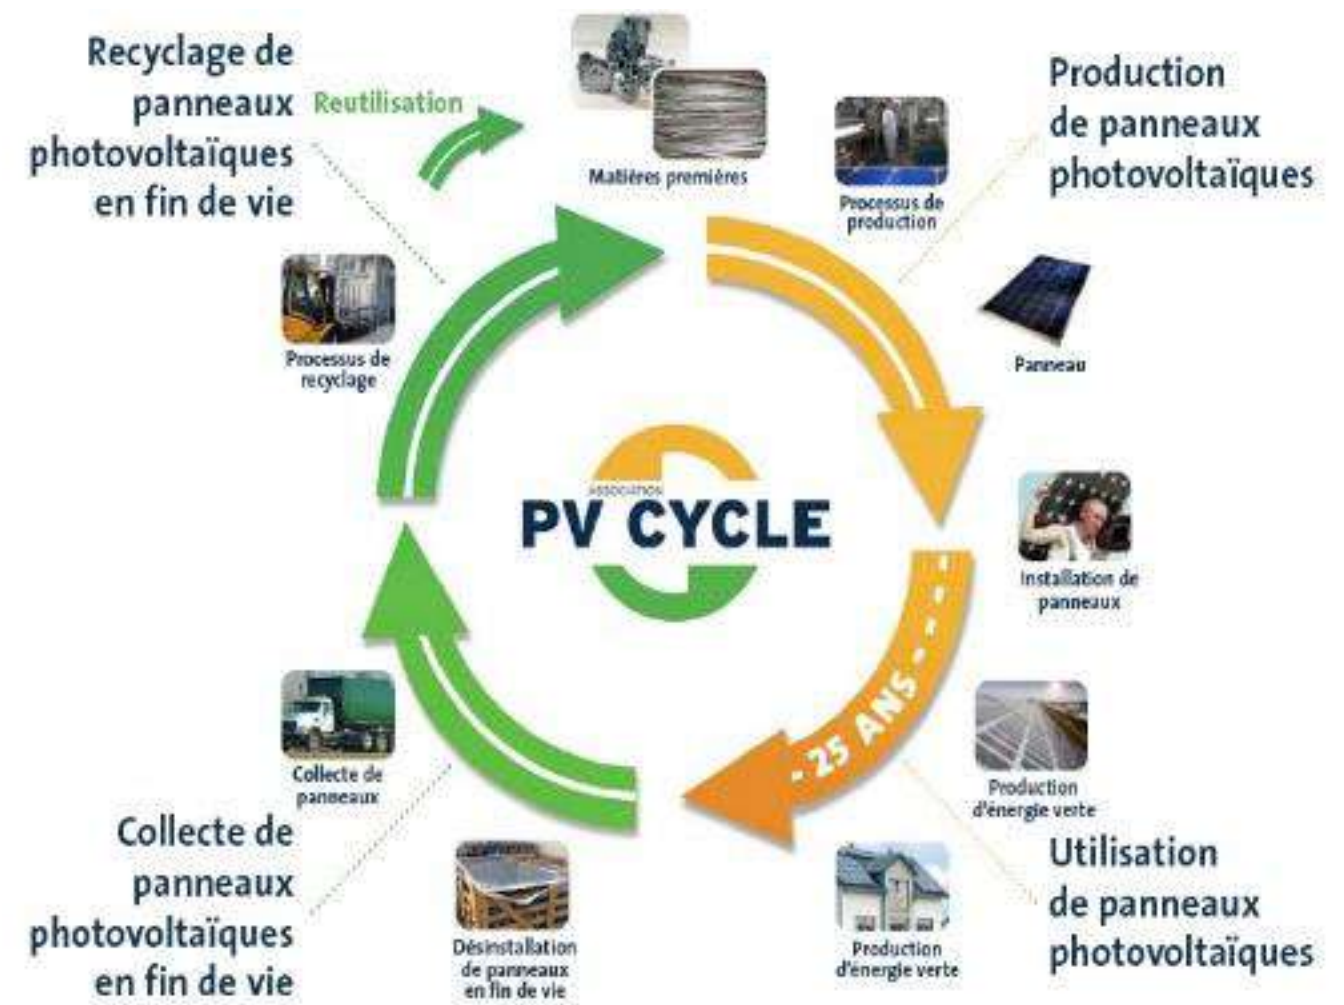 Recyclage de
panneaux
photovoltaïques
en fin de vie
Reutilisation
Matières premières
Processus de
production
Production
de panneaux
photovoltaïques
Panneau
Processus de
recyclage
ASSOCIATION
PV CYCLE
Installation de
panneaux
- 25 ANS -
Production
d'énergie verte
Collecte de
panneaux
Collecte de
panneaux
photovoltaïques
en fin de vie
Désinstallation
de panneaux
en fin de vie
Production
d'énergie verte
Utilisation
de panneaux
photovoltaïques